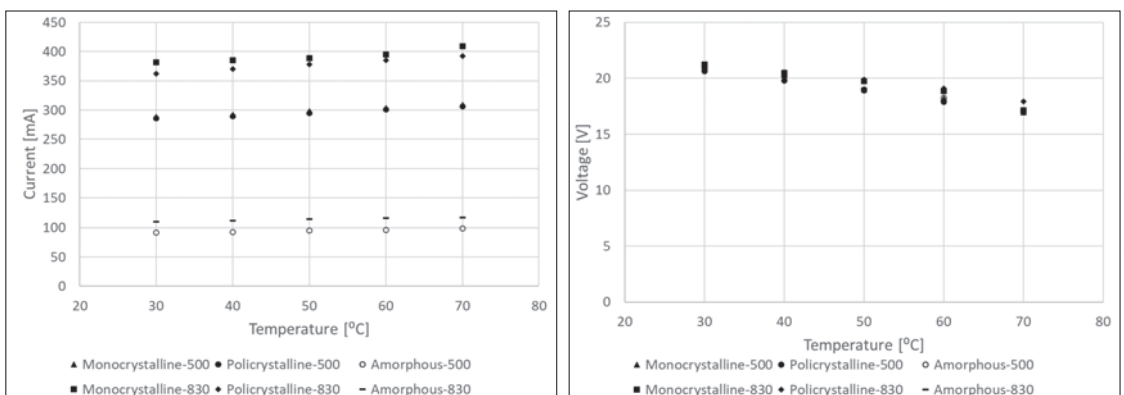 450
400
350
300
250
200
150
100
50
0
Current [mA]
20 30 40 50 60 70 80
Temperature [⁰C]
▲ Monocrystalline-500 ● Policrystalline-500 ○ Amorphous-500
■ Monocrystalline-830 ◆ Policrystalline-830 – Amorphous-830
25
20
15
10
5
0
Voltage [V]
20 30 40 50 60 70 80
Temperature [⁰C]
▲ Monocrystalline-500 ● Policrystalline-500 ○ Amorphous-500
■ Monocrystalline-830 ◆ Policrystalline-830 – Amorphous-830